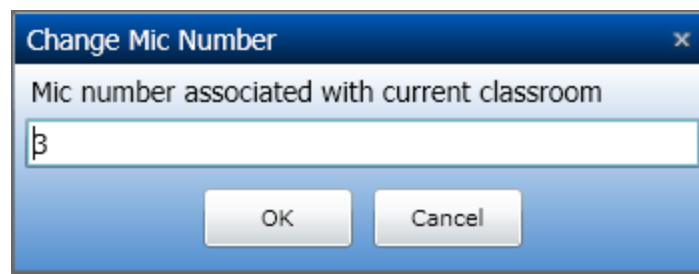 Change Mic Number
Mic number associated with current classroom
3
OK Cancel